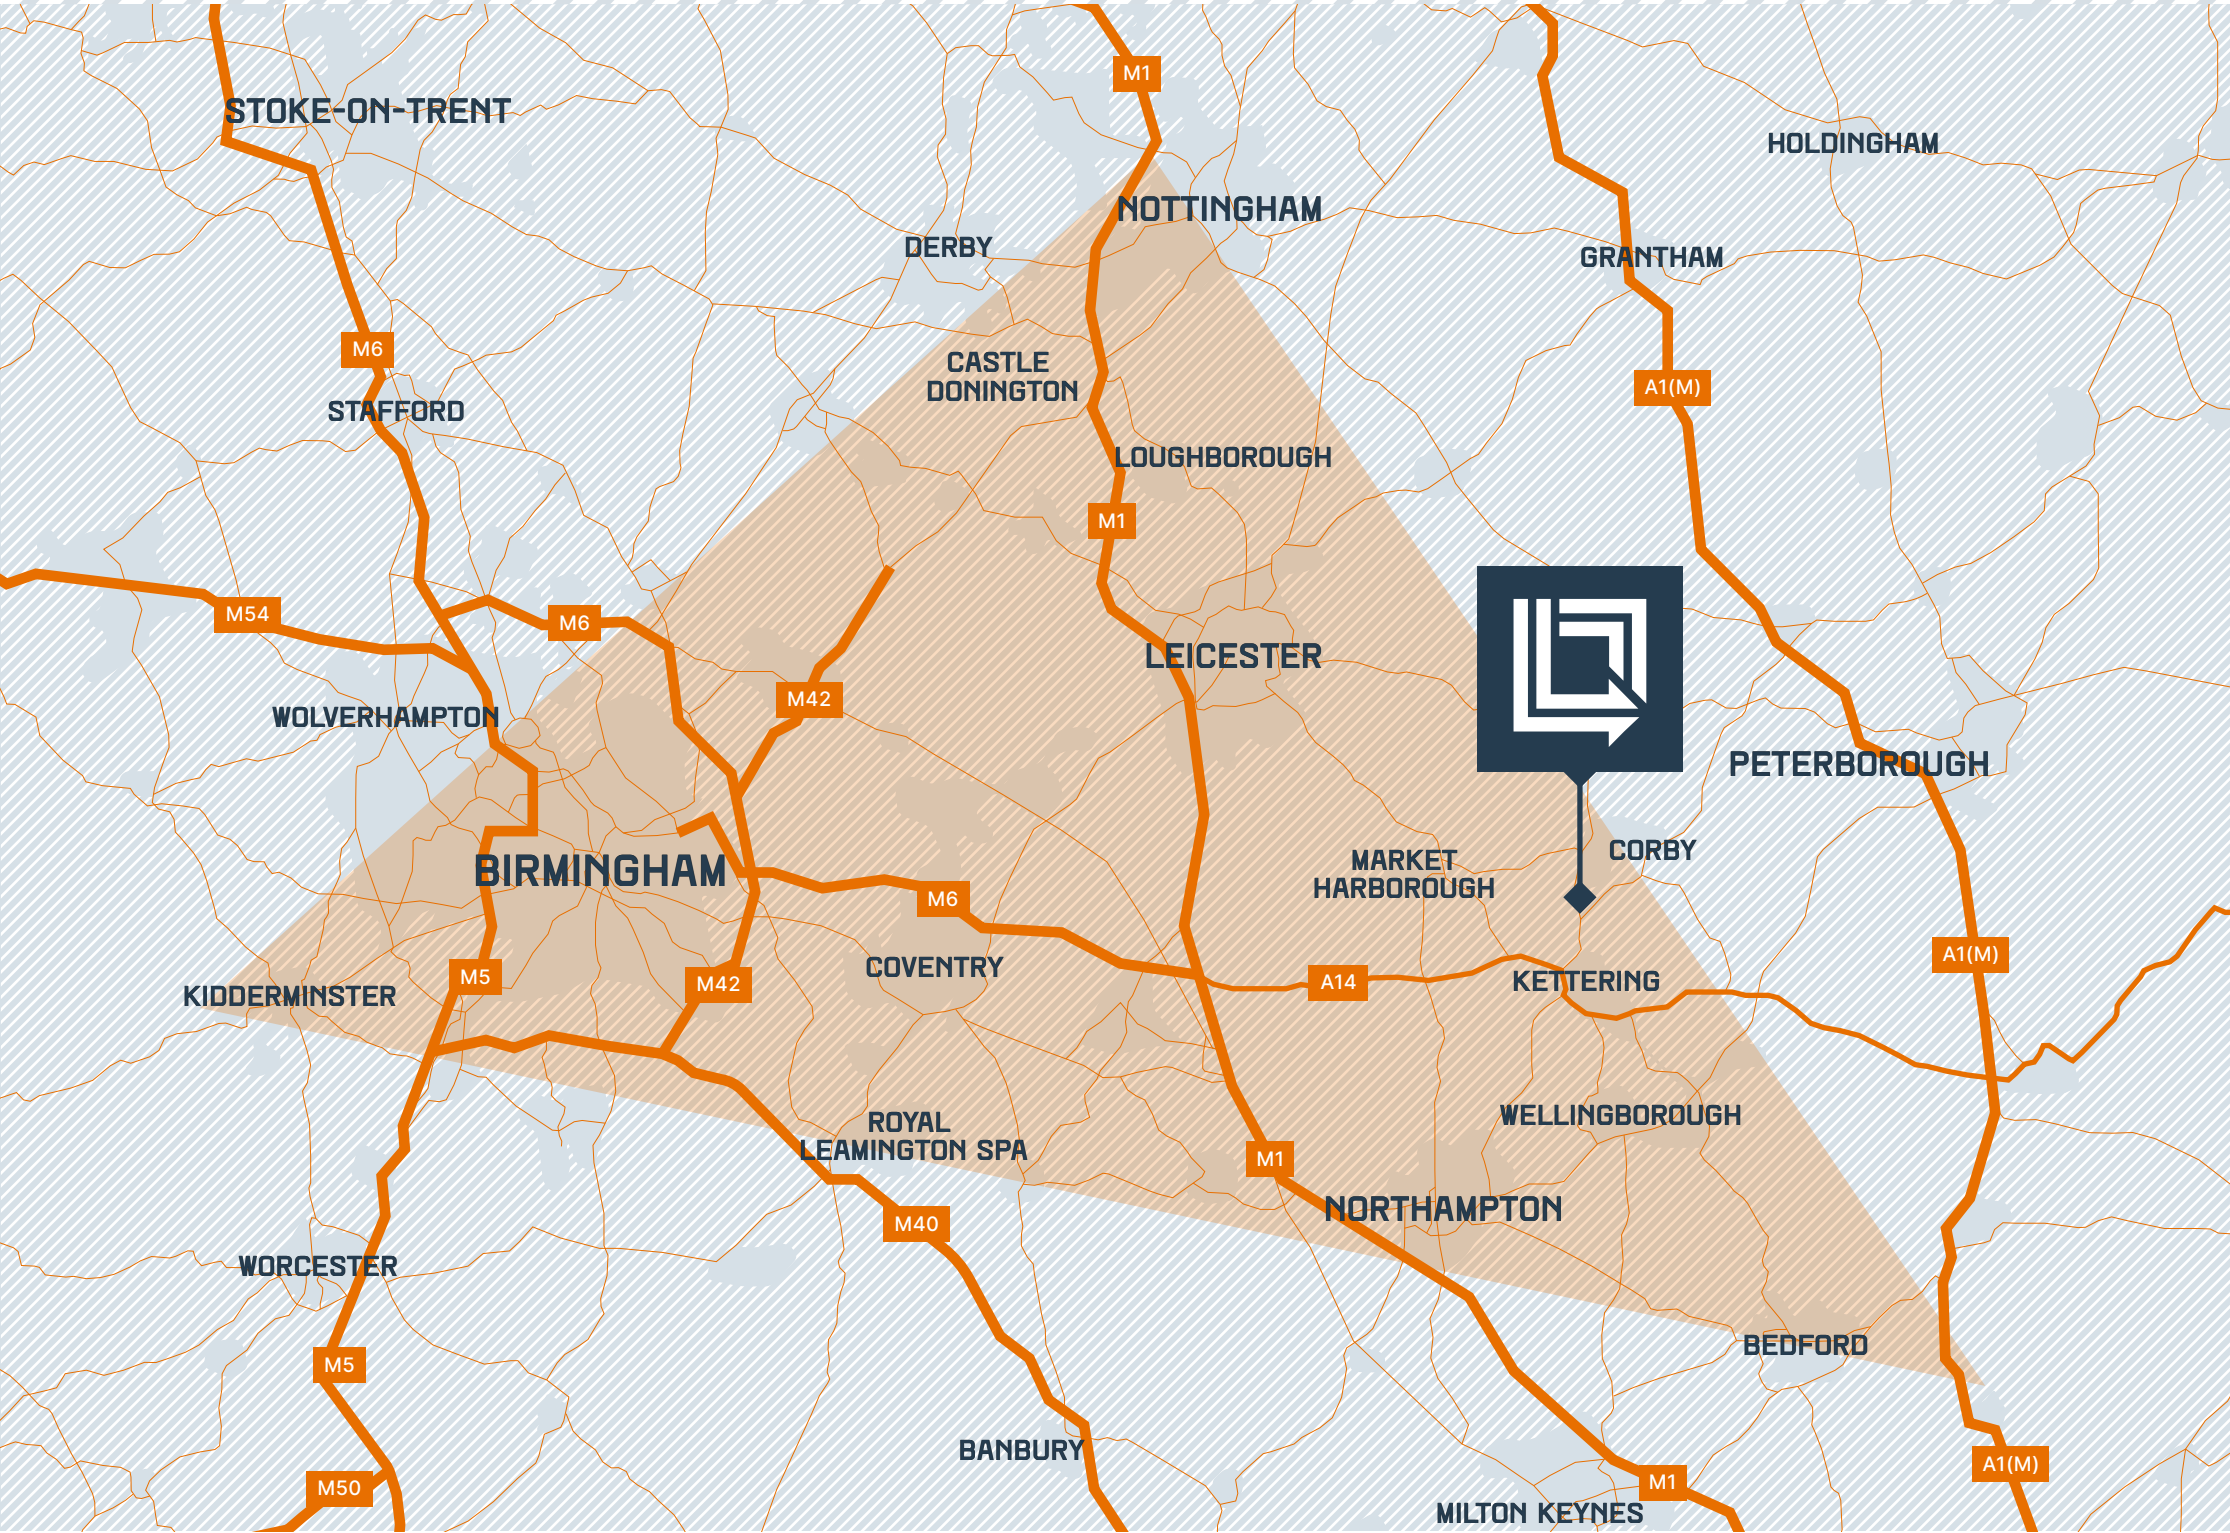 M1
STOKE-ON-TRENT
HOLDINGHAM
NOTTINGHAM
DERBY
GRANTHAM
M6
CASTLE
DONINGTON
A1(M)
STAFFORD
LOUGHBOROUGH
M1
M54
M6
LEICESTER
M42
WOLVERHAMPTON
PETERBOROUGH
CORBY
MARKET
HARBOROUGH
BIRMINGHAM
M6
A1(M)
COVENTRY
M5
M42
A14
KETTERING
KIDDERMINSTER
WELLINGBOROUGH
ROYAL
LEAMINGTON SPA
M1
NORTHAMPTON
M40
WORCESTER
BEDFORD
M5
BANBURY
A1(M)
M50
M1
MILTON KEYNES